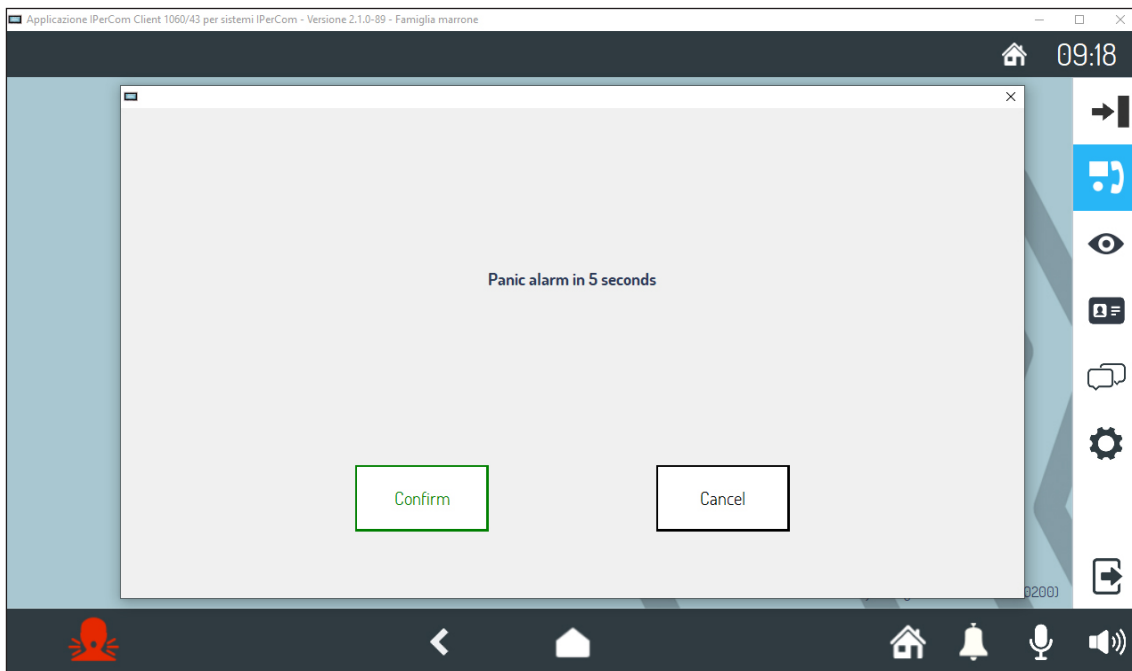 Applicazione IPerCom Client 1060/43 per sistemi IPerCom - Versione 2.1.0-89 - Famiglia marrone
09:18
Panic alarm in 5 seconds
Confirm
Cancel
0200)